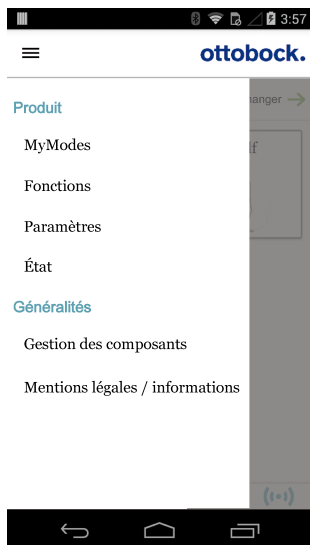 3:57
ottobock.
Produit
MyModes
Fonctions
Paramètres
État
Généralités
Gestion des composants
Mentions légales / informations